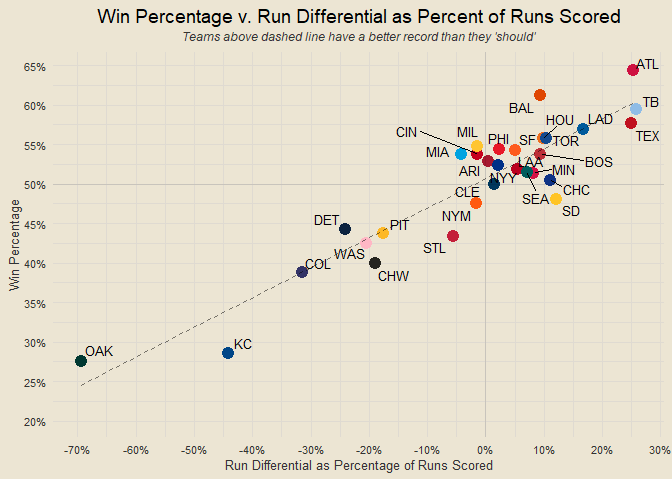 Win Percentage v. Run Differential as Percent of Runs Scored
Teams above dashed line have a better record than they 'should'
65%
60%
55%
50%
45%
40%
35%
30%
25%
20%
Win Percentage
ATL
TB
BAL
HOU
LAD
TEX
CIN
MIL
PHI
SF
TOR
MIA
BOS
ARI
LAA
MIN
NYY
CHC
CLE
SEA
SD
NYM
DET
PIT
STL
WAS
COL
CHW
OAK
KC
-70%
-60%
-50%
-40%
-30%
-20%
-10%
0%
10%
20%
30%
Run Differential as Percentage of Runs Scored